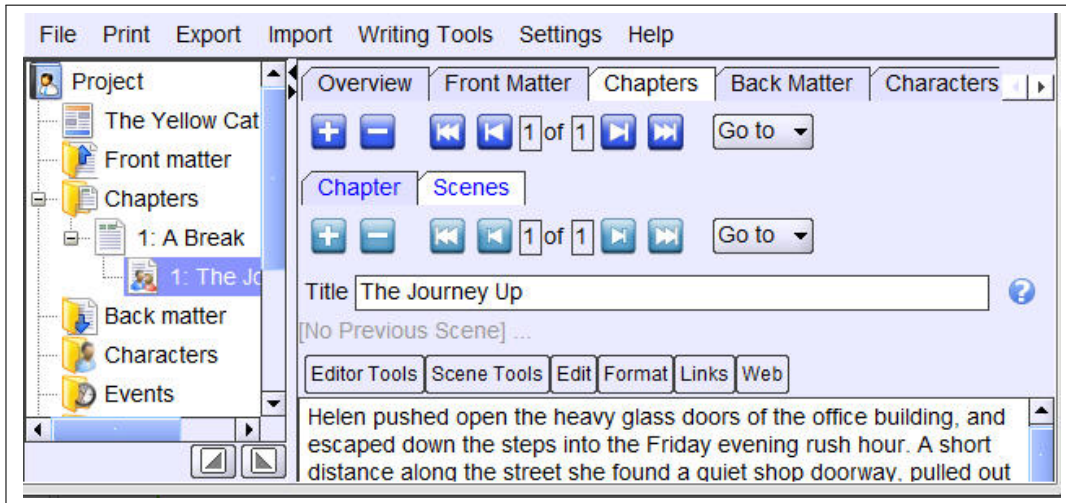 File Print Export Import Writing Tools Settings Help
Project
The Yellow Cat
Front matter
Chapters
1: A Break
1: The Jo
Back matter
Characters
Events
Overview Front Matter Chapters Back Matter Characters
1 of 1 Go to
Chapter Scenes
1 of 1 Go to
Title The Journey Up
[No Previous Scene] ...
Editor Tools Scene Tools Edit Format Links Web
Helen pushed open the heavy glass doors of the office building, and
escaped down the steps into the Friday evening rush hour. A short
distance along the street she found a quiet shop doorway, pulled out